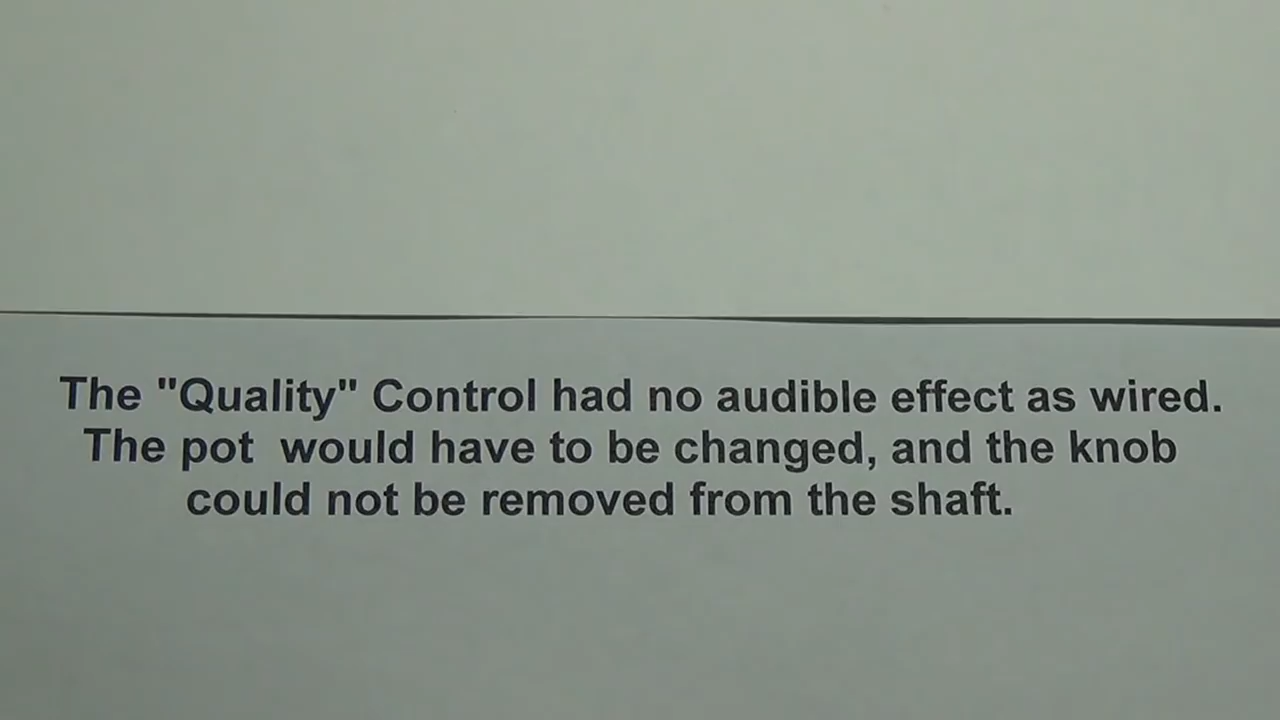 The "Quality" Control had no audible effect as wired.
The pot  would have to be changed, and the knob
could not be removed from the shaft.